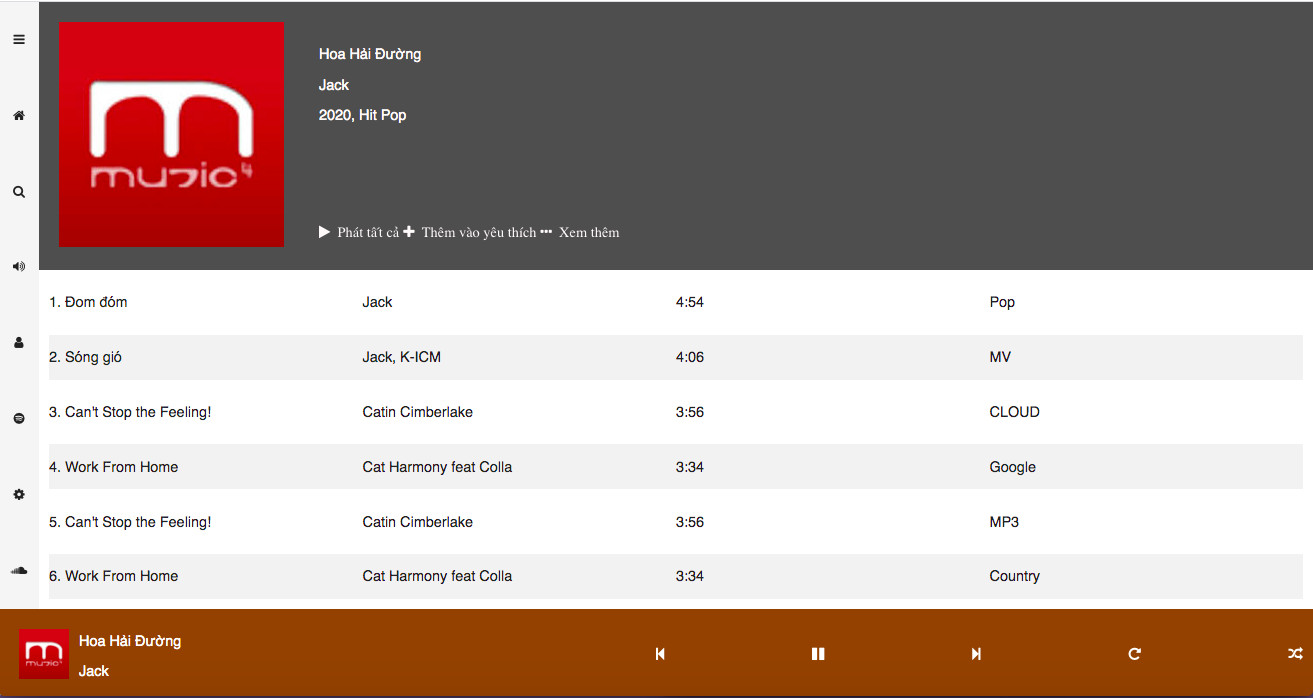 muzic4
Hoa Hải Đường
Jack
2020, Hit Pop
Phát tất cả Thêm vào yêu thích Xem thêm
1. Đom đóm Jack 4:54 Pop
2. Sóng gió Jack, K-ICM 4:06 MV
3. Can't Stop the Feeling! Catin Cimberlake 3:56 CLOUD
4. Work From Home Cat Harmony feat Colla 3:34 Google
5. Can't Stop the Feeling! Catin Cimberlake 3:56 MP3
6. Work From Home Cat Harmony feat Colla 3:34 Country
muzic
Hoa Hải Đường
Jack